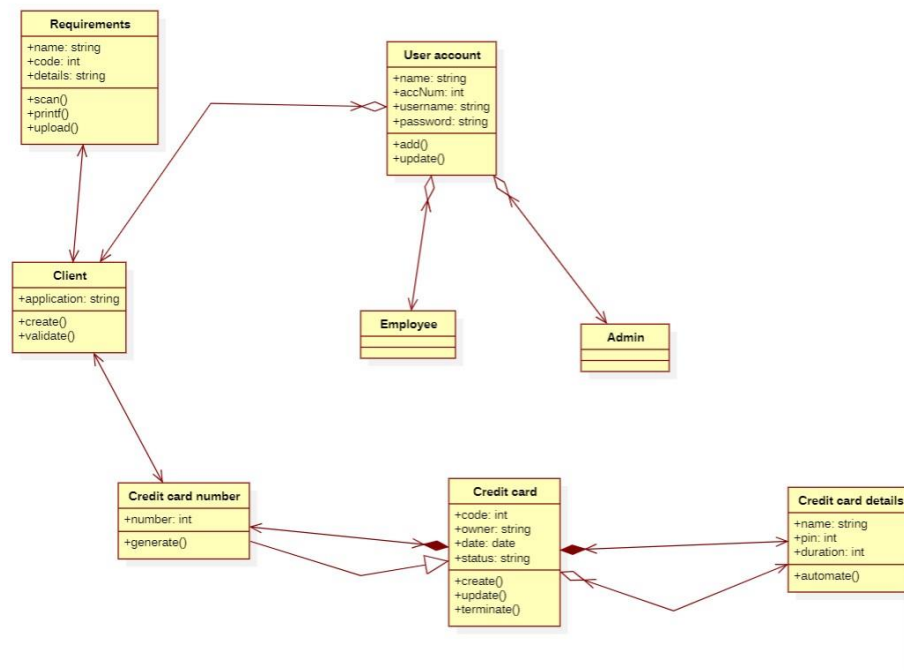 Requirements
+name: string
+code: int
+details: string
+scan()
+printf()
+upload()
User account
+name: string
+accNum: int
+username: string
+password: string
+add()
+update()
Client
+application: string
+create()
+validate()
Employee
Admin
Credit card number
+number: int
+generate()
Credit card
+code: int
+owner: string
+date: date
+status: string
+create()
+update()
+terminate()
Credit card details
+name: string
+pin: int
+duration: int
+automate()